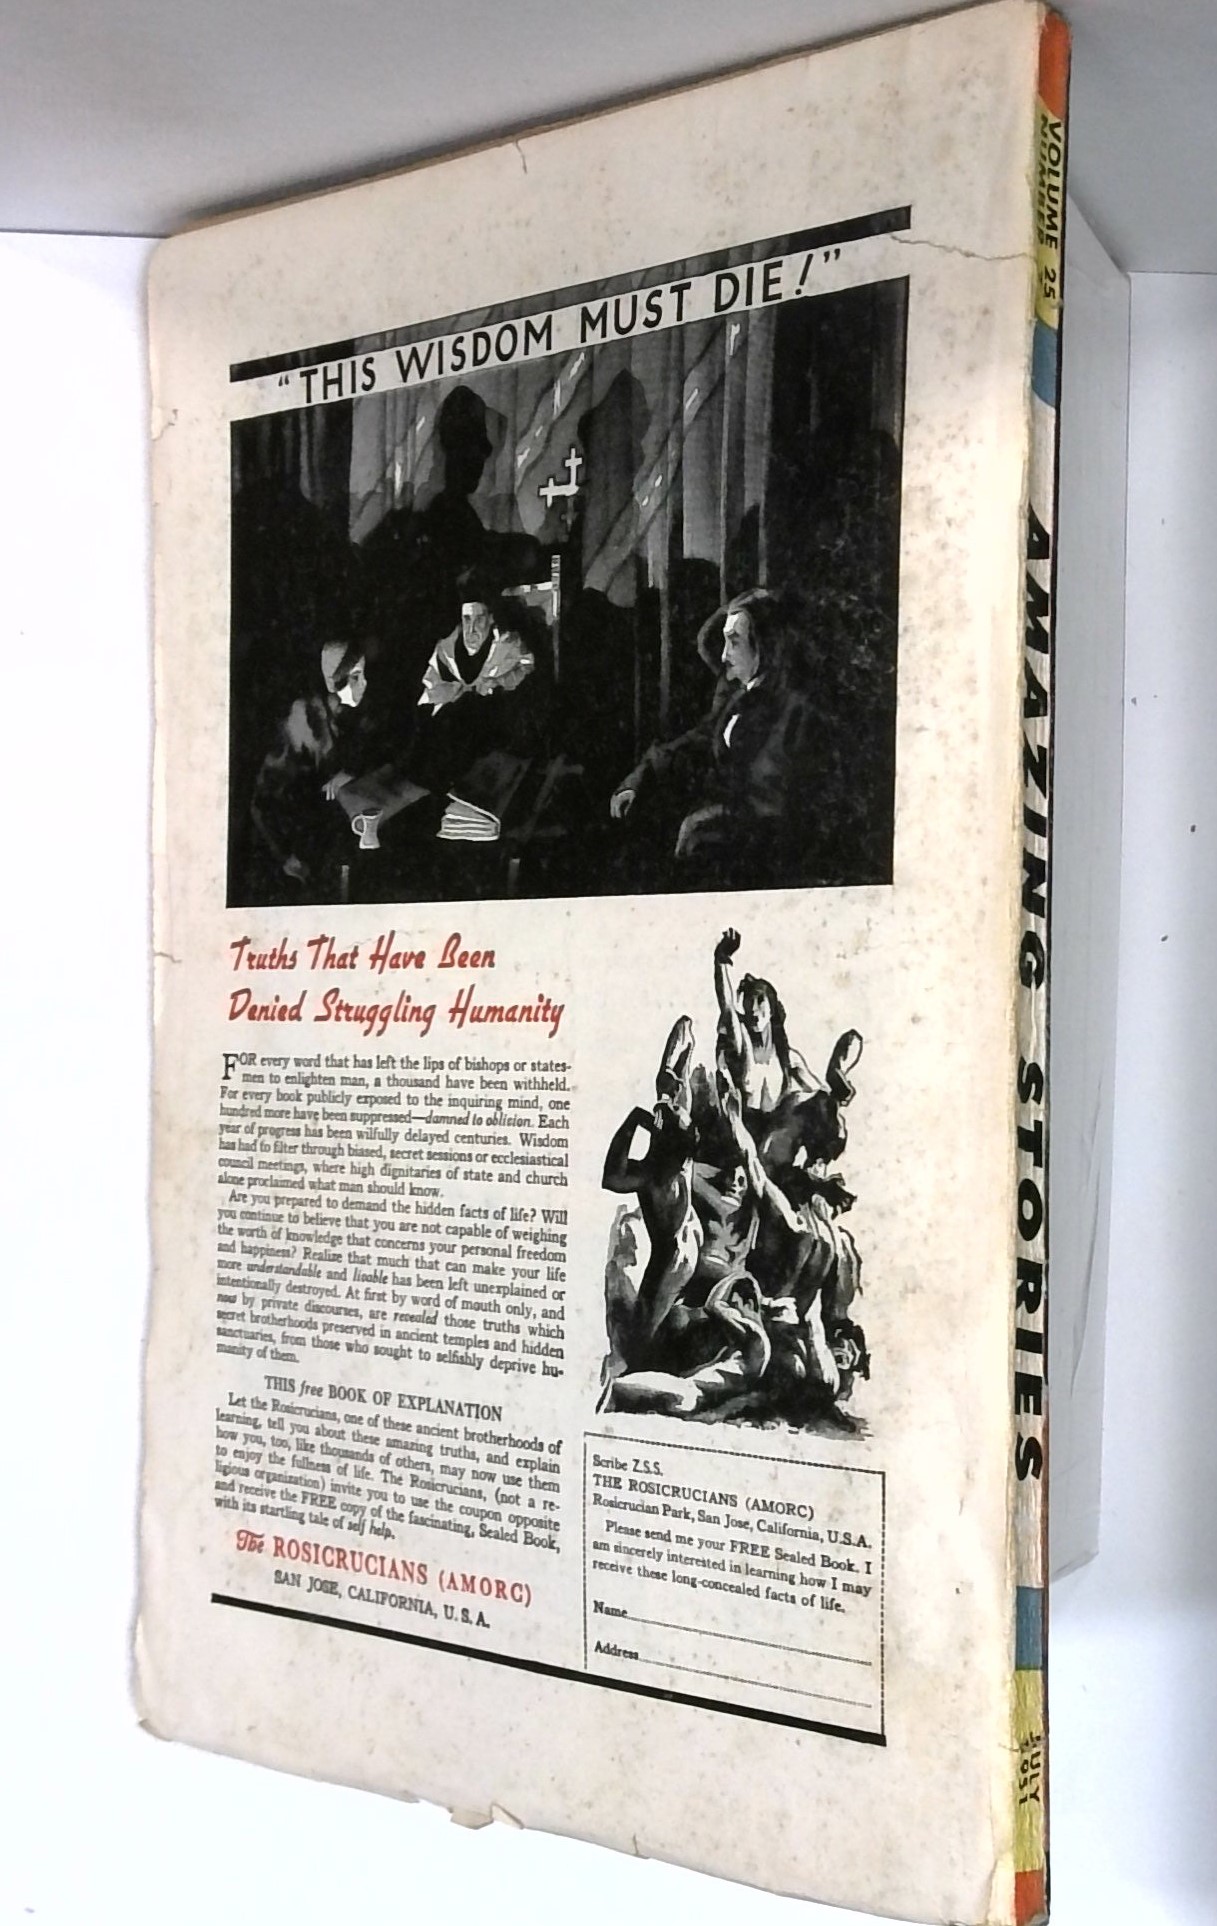 "THIS WISDOM MUST DIE!"
Truths That Have Been
Denied Struggling Humanity
FOR every word that has left the lips of bishops or states-
men to enlighten man, a thousand have been withheld.
For every book publicly exposed to the inquiring mind, one
hundred more have been suppressed—damned to oblivion. Each
year of progress has been wilfully delayed centuries. Wisdom
has had to filter through biased, secret sessions or ecclesiastical
council meetings, where high dignitaries of state and church
alone proclaimed what man should know.
Are you prepared to demand the hidden facts of life? Will
you continue to believe that you are not capable of weighing
the worth of knowledge that concerns your personal freedom
and happiness? Realize that much that can make your life
more understandable and livable has been left unexplained or
intentionally destroyed. At first by word of mouth only, and
now by private discourses, are revealed those truths which
secret brotherhoods preserved in ancient temples and hidden
sanctuaries, from those who sought to selfishly deprive hu-
manity of them.
THIS free BOOK OF EXPLANATION
Let the Rosicrucians, one of these ancient brotherhoods of
learning, tell you about these amazing truths, and explain
how you, too, like thousands of others, may now use them
to enjoy the fullness of life. The Rosicrucians, (not a re-
ligious organization) invite you to use the coupon opposite
and receive the FREE copy of the fascinating, Sealed Book,
with its startling tale of self help.
The ROSICRUCIANS (AMORC)
SAN JOSE, CALIFORNIA, U. S. A.
Scribe Z.S.S.
THE ROSICRUCIANS (AMORC)
Rosicrucian Park, San Jose, California, U.S.A.
Please send me your FREE Sealed Book. I
am sincerely interested in learning how I may
receive these long-concealed facts of life.
Name
Address
VOLUME 25
NUMBER
AMAZING STORIES
JULY
1951